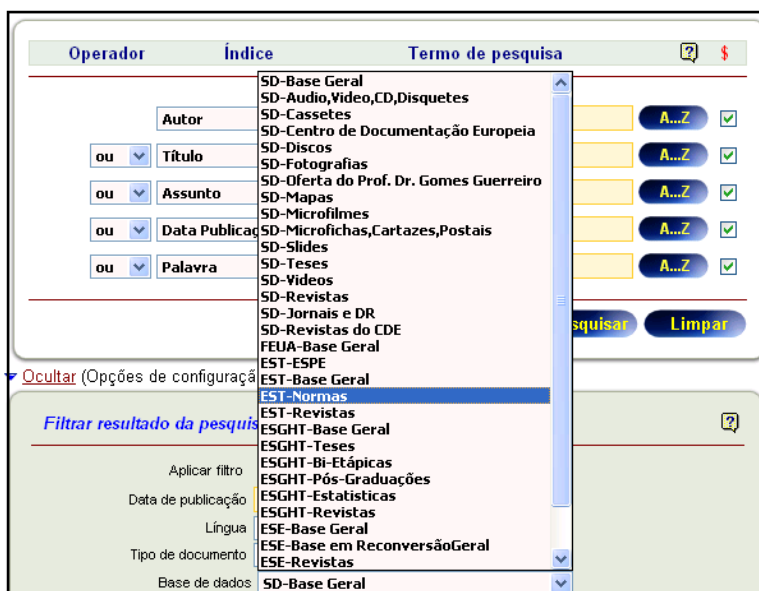 Operador Índice Termo de pesquisa ? $
SD-Base Geral
SD-Audio,Video,CD,Disquetes
SD-Cassetes
SD-Centro de Documentação Europeia
SD-Discos
SD-Fotografias
SD-Oferta do Prof. Dr. Gomes Guerreiro
SD-Mapas
SD-Microfilmes
SD-Microfichas,Cartazes,Postais
SD-Slides
SD-Teses
SD-Videos
SD-Revistas
SD-Jornais e DR
SD-Revistas do CDE
FEUA-Base Geral
EST-ESPE
EST-Base Geral
EST-Normas
EST-Revistas
ESGHT-Base Geral
ESGHT-Teses
ESGHT-Bi-Etápicas
ESGHT-Pós-Graduações
ESGHT-Estatisticas
ESGHT-Revistas
ESE-Base Geral
ESE-Base em ReconversãoGeral
ESE-Revistas
Autor A...Z
ou Título A...Z
ou Assunto A...Z
ou Data Publicaç A...Z
ou Palavra A...Z
squisar Limpar
Ocultar (Opções de configuraçã
Filtrar resultado da pesquis ?
Aplicar filtro
Data de publicação
Língua
Tipo de documento
Base de dados SD-Base Geral